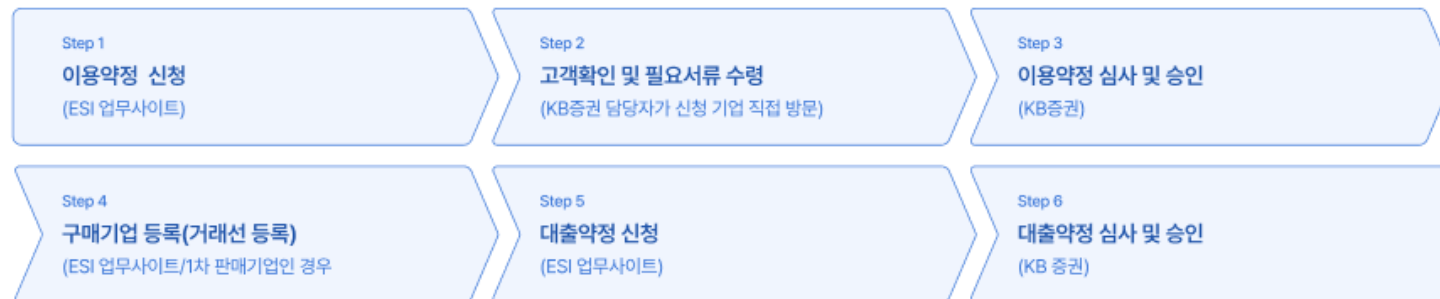 Step 1
이용약정 신청
(ESI 업무사이트)
Step 2
고객확인 및 필요서류 수령
(KB증권 담당자가 신청 기업 직접 방문)
Step 3
이용약정 심사 및 승인
(KB증권)
Step 4
구매기업 등록(거래선 등록)
(ESI 업무사이트/1차 판매기업인 경우
Step 5
대출약정 신청
(ESI 업무사이트)
Step 6
대출약정 심사 및 승인
(KB 증권)